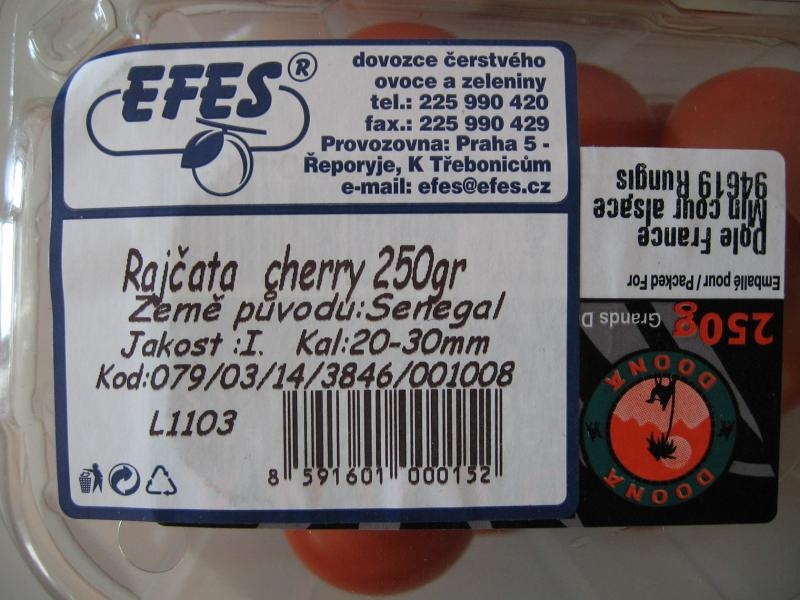 EFES®
dovozce čerstvého
ovoce a zeleniny
tel.: 225 990 420
fax.: 225 990 429
Provozovna: Praha 5 -
Řeporyje, K Třebonicům
e-mail: efes@efes.cz
Rajčata cherry 250gr
Země původu:Senegal
Jakost :I. Kal:20-30mm
Kod:079/03/14/3846/001008
L1103
8 591601 000152
Emballé pour / Packed For
Dole France
Min cour alsace
94619 Rungis
250g
Grands D
DOONA
DOONA